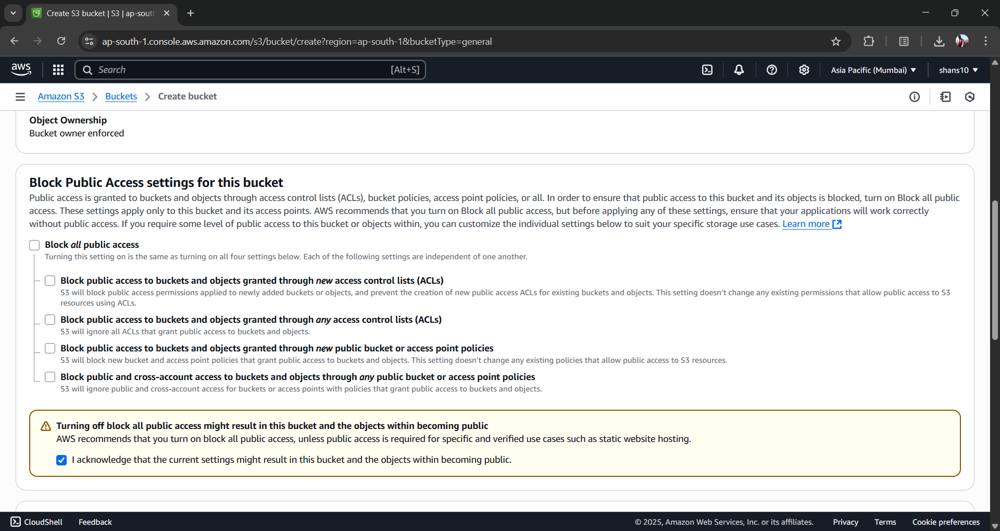 Create S3 bucket | S3 | ap-sout
ap-south-1.console.aws.amazon.com/s3/bucket/create?region=ap-south-1&bucketType=general
aws
Search
[Alt+S]
Asia Pacific (Mumbai)
shans10
Amazon S3
Buckets
Create bucket
Object Ownership
Bucket owner enforced
Block Public Access settings for this bucket
Public access is granted to buckets and objects through access control lists (ACLs), bucket policies, access point policies, or all. In order to ensure that public access to this bucket and its objects is blocked, turn on Block all public
access. These settings apply only to this bucket and its access points. AWS recommends that you turn on Block all public access, but before applying any of these settings, ensure that your applications will work correctly
without public access. If you require some level of public access to this bucket or objects within, you can customize the individual settings below to suit your specific storage use cases. Learn more
Block all public access
Turning this setting on is the same as turning on all four settings below. Each of the following settings are independent of one another.
Block public access to buckets and objects granted through new access control lists (ACLs)
S3 will block public access permissions applied to newly added buckets or objects, and prevent the creation of new public access ACLs for existing buckets and objects. This setting doesn't change any existing permissions that allow public access to S3
resources using ACLs.
Block public access to buckets and objects granted through any access control lists (ACLs)
S3 will ignore all ACLs that grant public access to buckets and objects.
Block public access to buckets and objects granted through new public bucket or access point policies
S3 will block new bucket and access point policies that grant public access to buckets and objects. This setting doesn't change any existing policies that allow public access to S3 resources.
Block public and cross-account access to buckets and objects through any public bucket or access point policies
S3 will ignore public and cross-account access for buckets or access points with policies that grant public access to buckets and objects.
Turning off block all public access might result in this bucket and the objects within becoming public
AWS recommends that you turn on block all public access, unless public access is required for specific and verified use cases such as static website hosting.
I acknowledge that the current settings might result in this bucket and the objects within becoming public.
CloudShell
Feedback
© 2025, Amazon Web Services, Inc. or its affiliates.
Privacy
Terms
Cookie preferences